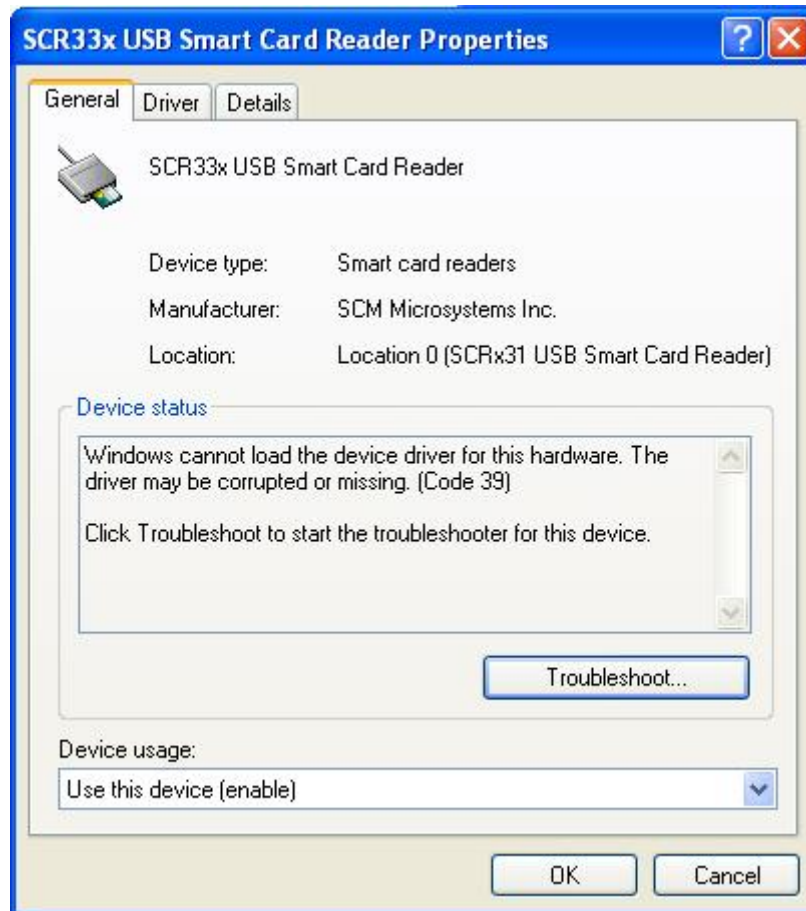 SCR33x USB Smart Card Reader Properties
General Driver Details
SCR33x USB Smart Card Reader
Device type: Smart card readers
Manufacturer: SCM Microsystems Inc.
Location: Location 0 (SCRx31 USB Smart Card Reader)
Device status
Windows cannot load the device driver for this hardware. The
driver may be corrupted or missing. (Code 39)
Click Troubleshoot to start the troubleshooter for this device.
Troubleshoot...
Device usage:
Use this device (enable)
OK Cancel